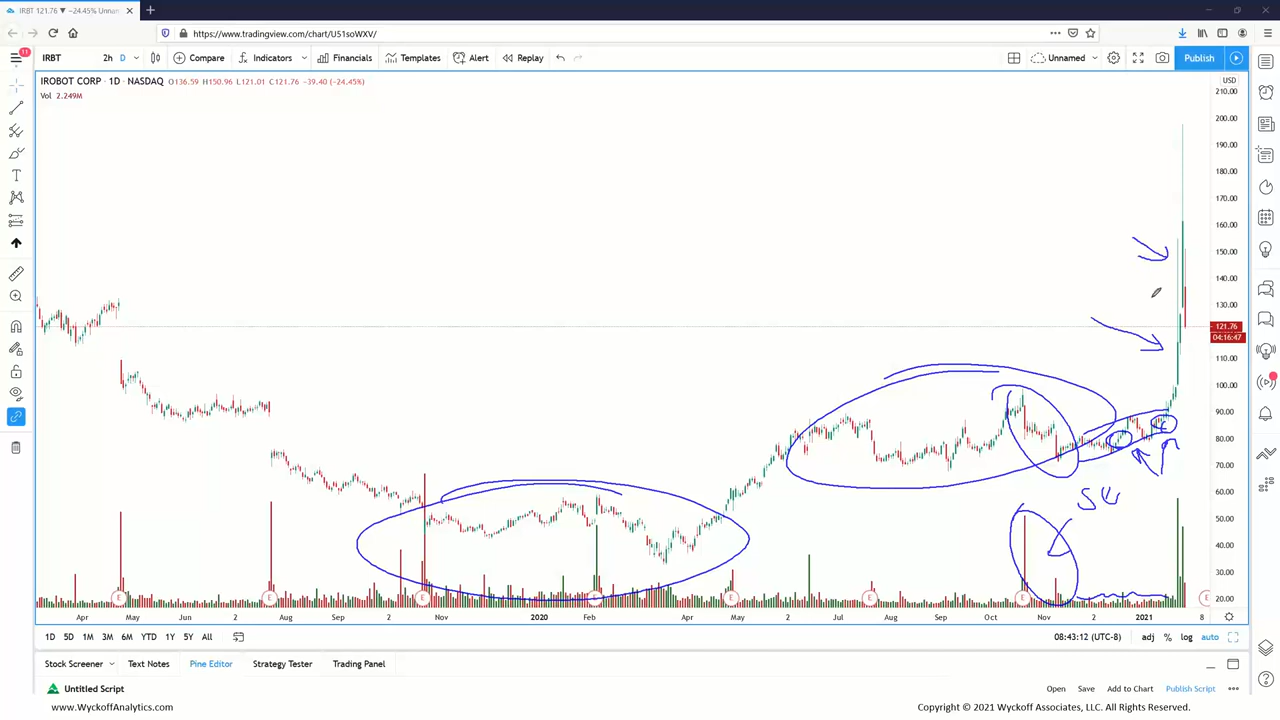 IRBT 121.76 ▼ −24.45% Unnam
https://www.tradingview.com/chart/U51soWXV/
11
IRBT 2h D Compare Indicators Financials Templates Alert Replay Unnamed Publish
IROBOT CORP · 1D · NASDAQ O136.59 H150.96 L121.01 C121.76 −39.40 (−24.45%)
Vol 2.249M
USD
210.00
200.00
190.00
180.00
170.00
160.00
150.00
140.00
130.00
121.76
04:16:47
110.00
100.00
90.00
80.00
70.00
60.00
50.00
40.00
30.00
20.00
E E E E E E E E
Apr May Jun 2 Aug Sep 2 Nov 2 2020 Feb Apr May 2 Jul Aug Sep Oct Nov 2 2021 8
1D 5D 1M 3M 6M YTD 1Y 5Y All 08:43:12 (UTC-8) adj % log auto
Stock Screener Text Notes Pine Editor Strategy Tester Trading Panel
Untitled Script Open Save Add to Chart Publish Script
www.WyckoffAnalytics.com Copyright © 2021 Wyckoff Associates, LLC. All Rights Reserved.